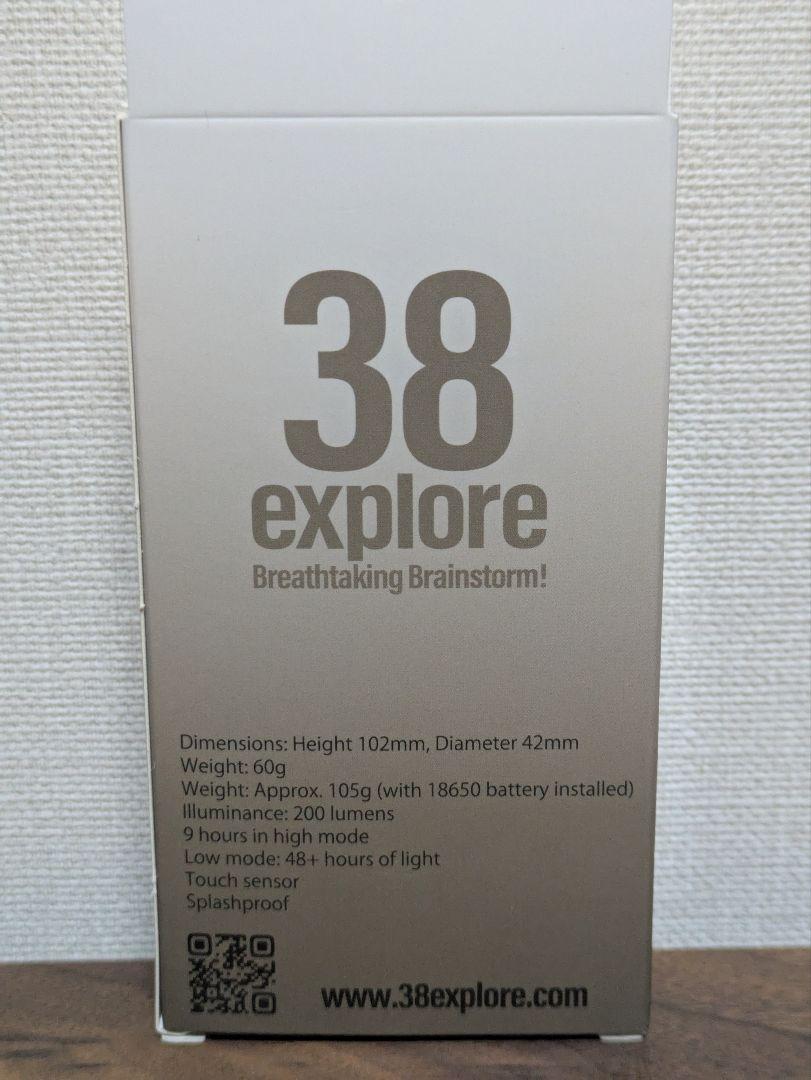 38
explore
Breathtaking Brainstorm!
Dimensions: Height 102mm, Diameter 42mm
Weight: 60g
Weight: Approx. 105g (with 18650 battery installed)
Illuminance: 200 lumens
9 hours in high mode
Low mode: 48+ hours of light
Touch sensor
Splashproof
www.38explore.com